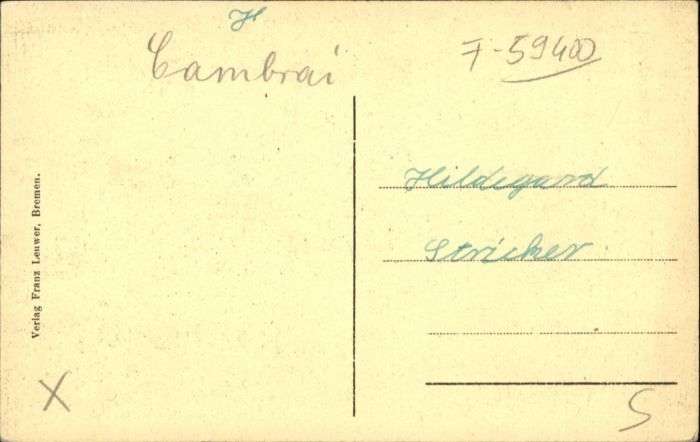 H
Cambrai
F-59400
Hildegard
Stricker.
Verlag Franz Leuwer, Bremen.
X
S